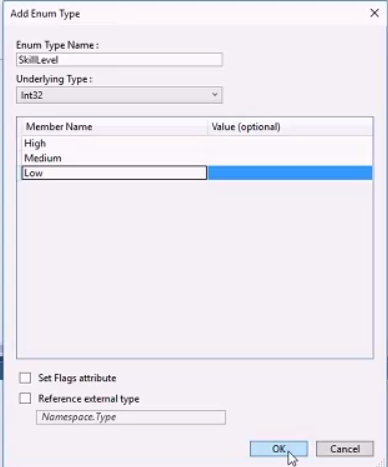 Add Enum Type
Enum Type Name :
SkillLevel
Underlying Type :
Int32
Member Name Value (optional)
High
Medium
Low
Set Flags attribute
Reference external type
Namespace.Type
OK Cancel